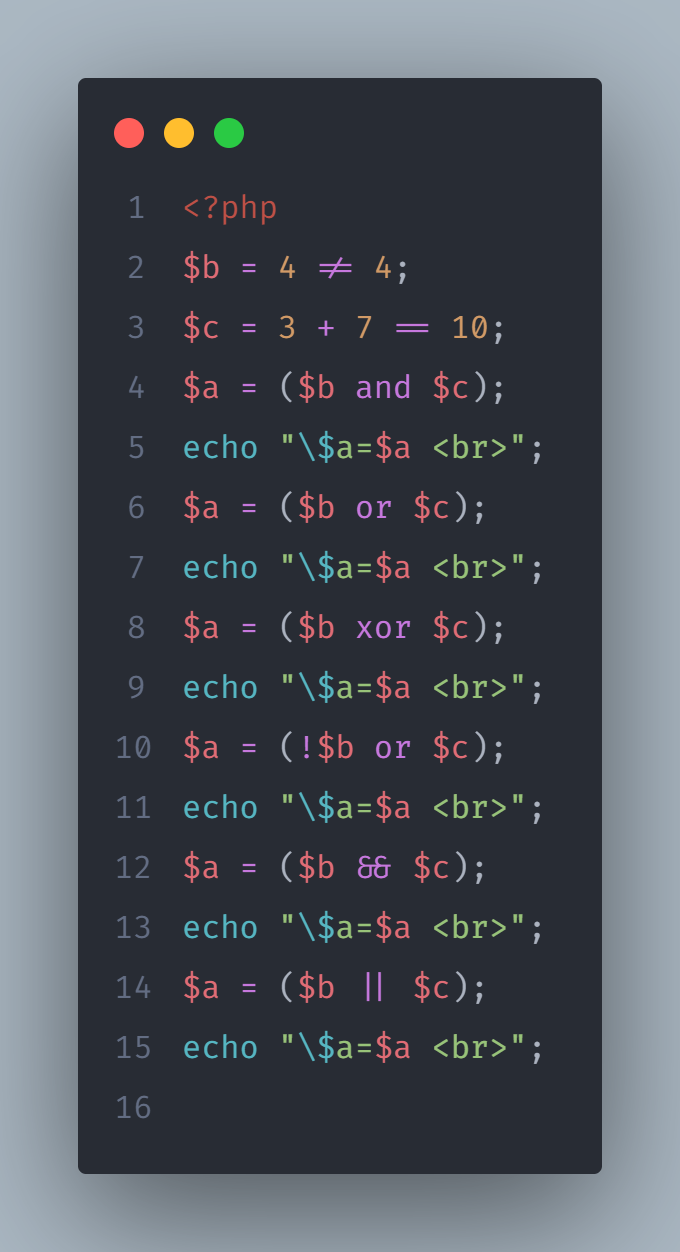 1 <?php
2 $b = 4 != 4;
3 $c = 3 + 7 == 10;
4 $a = ($b and $c);
5 echo "\$a=$a <br>";
6 $a = ($b or $c);
7 echo "\$a=$a <br>";
8 $a = ($b xor $c);
9 echo "\$a=$a <br>";
10 $a = (!$b or $c);
11 echo "\$a=$a <br>";
12 $a = ($b && $c);
13 echo "\$a=$a <br>";
14 $a = ($b || $c);
15 echo "\$a=$a <br>";
16